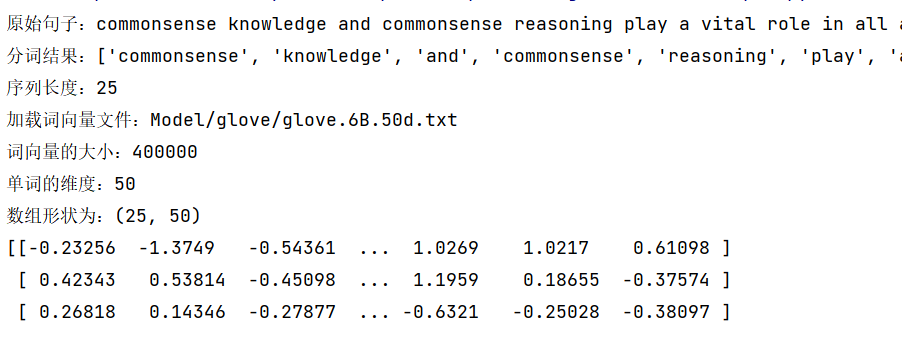 原始句子：commonsense knowledge and commonsense reasoning play a vital role in all
分词结果：['commonsense', 'knowledge', 'and', 'commonsense', 'reasoning', 'play', '
序列长度：25
加载词向量文件：Model/glove/glove.6B.50d.txt
词向量的大小：400000
单词的维度：50
数组形状为：(25, 50)
[[-0.23256  -1.3749   -0.54361  ...  1.0269    1.0217    0.61098 ]
 [ 0.42343   0.53814  -0.45098  ...  1.1959    0.18655  -0.37574 ]
 [ 0.26818   0.14346  -0.27877  ... -0.6321   -0.25028  -0.38097 ]